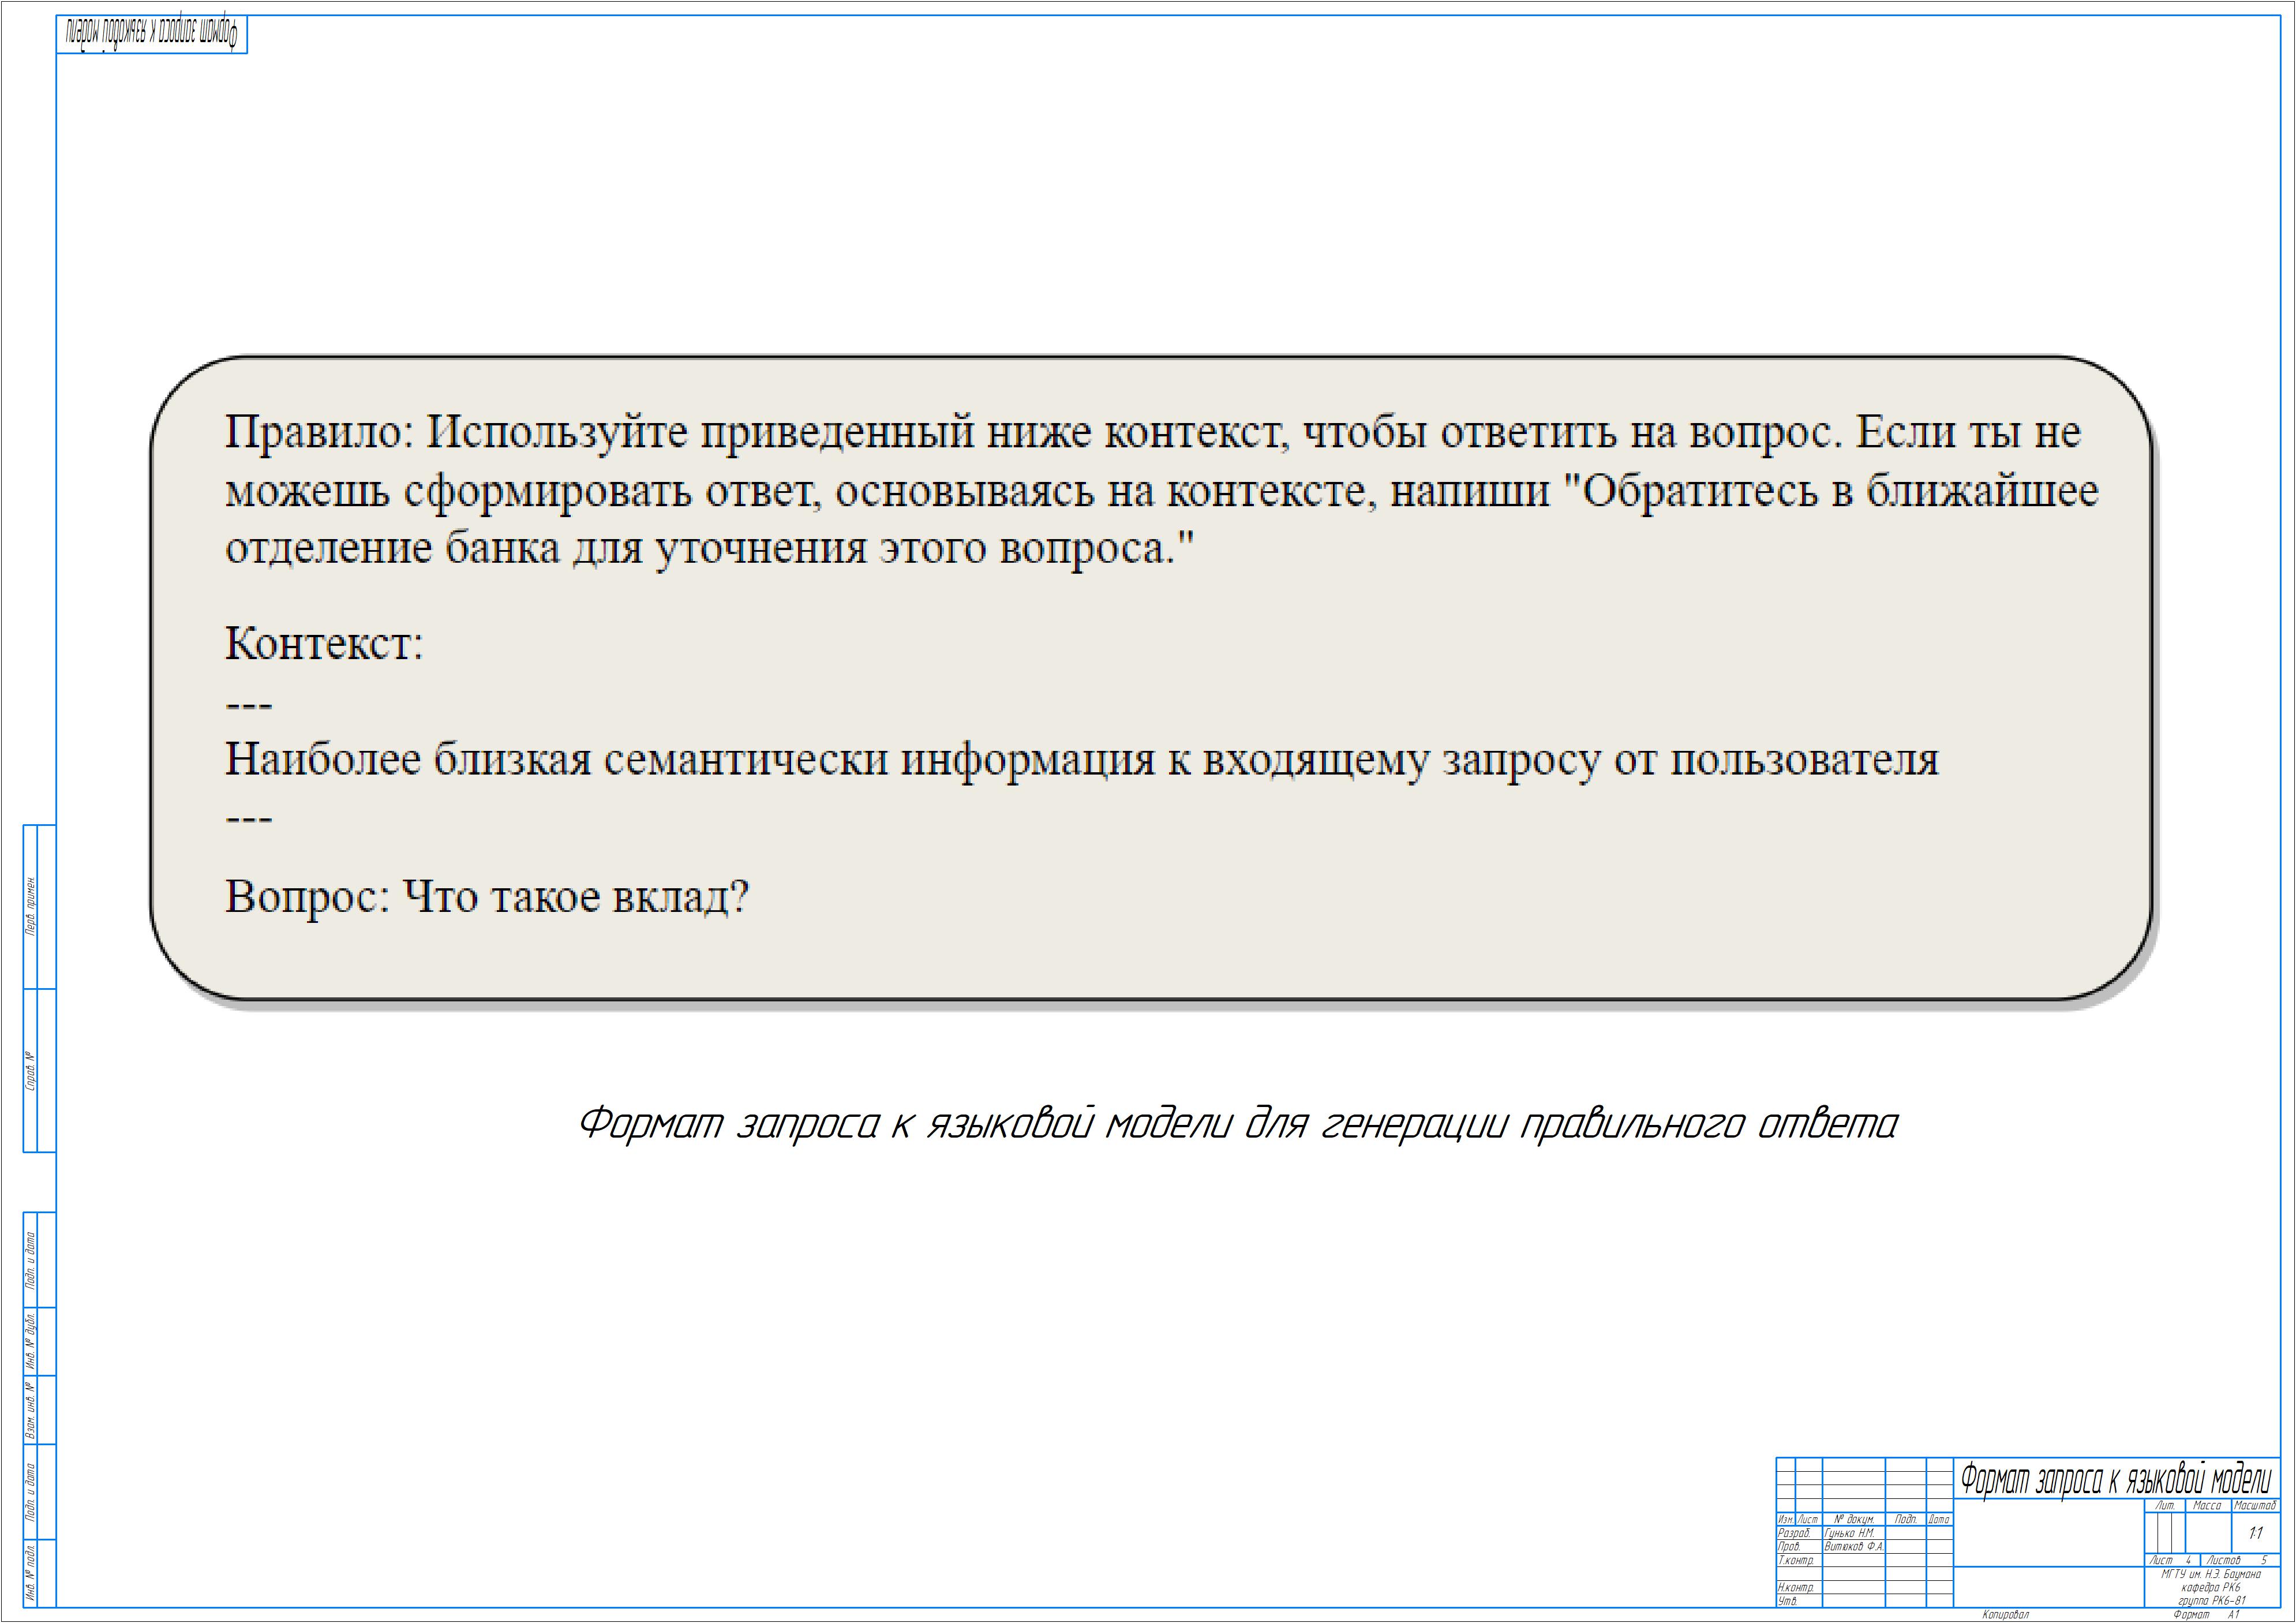 Формат запроса к языковой модели
Правило: Используйте приведенный ниже контекст, чтобы ответить на вопрос. Если ты не
можешь сформировать ответ, основываясь на контексте, напиши "Обратитесь в ближайшее
отделение банка для уточнения этого вопроса."
Контекст:
---
Наиболее близкая семантически информация к входящему запросу от пользователя
---
Вопрос: Что такое вклад?
Формат запроса к языковой модели для генерации правильного ответа
Перв. примен.
Справ. №
Подп. и дата
Инв. № дубл.
Взам. инв. №
Подп. и дата
Инв. № подл.
Формат запроса к языковой модели
Лит. Масса Масштаб
Изм. Лист № докум. Подп. Дата
1:1
Разраб. Гунько Н.М.
Пров. Витюков Ф.А.
Т.контр.
Лист 4 Листов 5
МГТУ им. Н.Э. Баумана
кафедра РК6
группа РК6-81
Н.контр.
Утв.
Копировал Формат А1